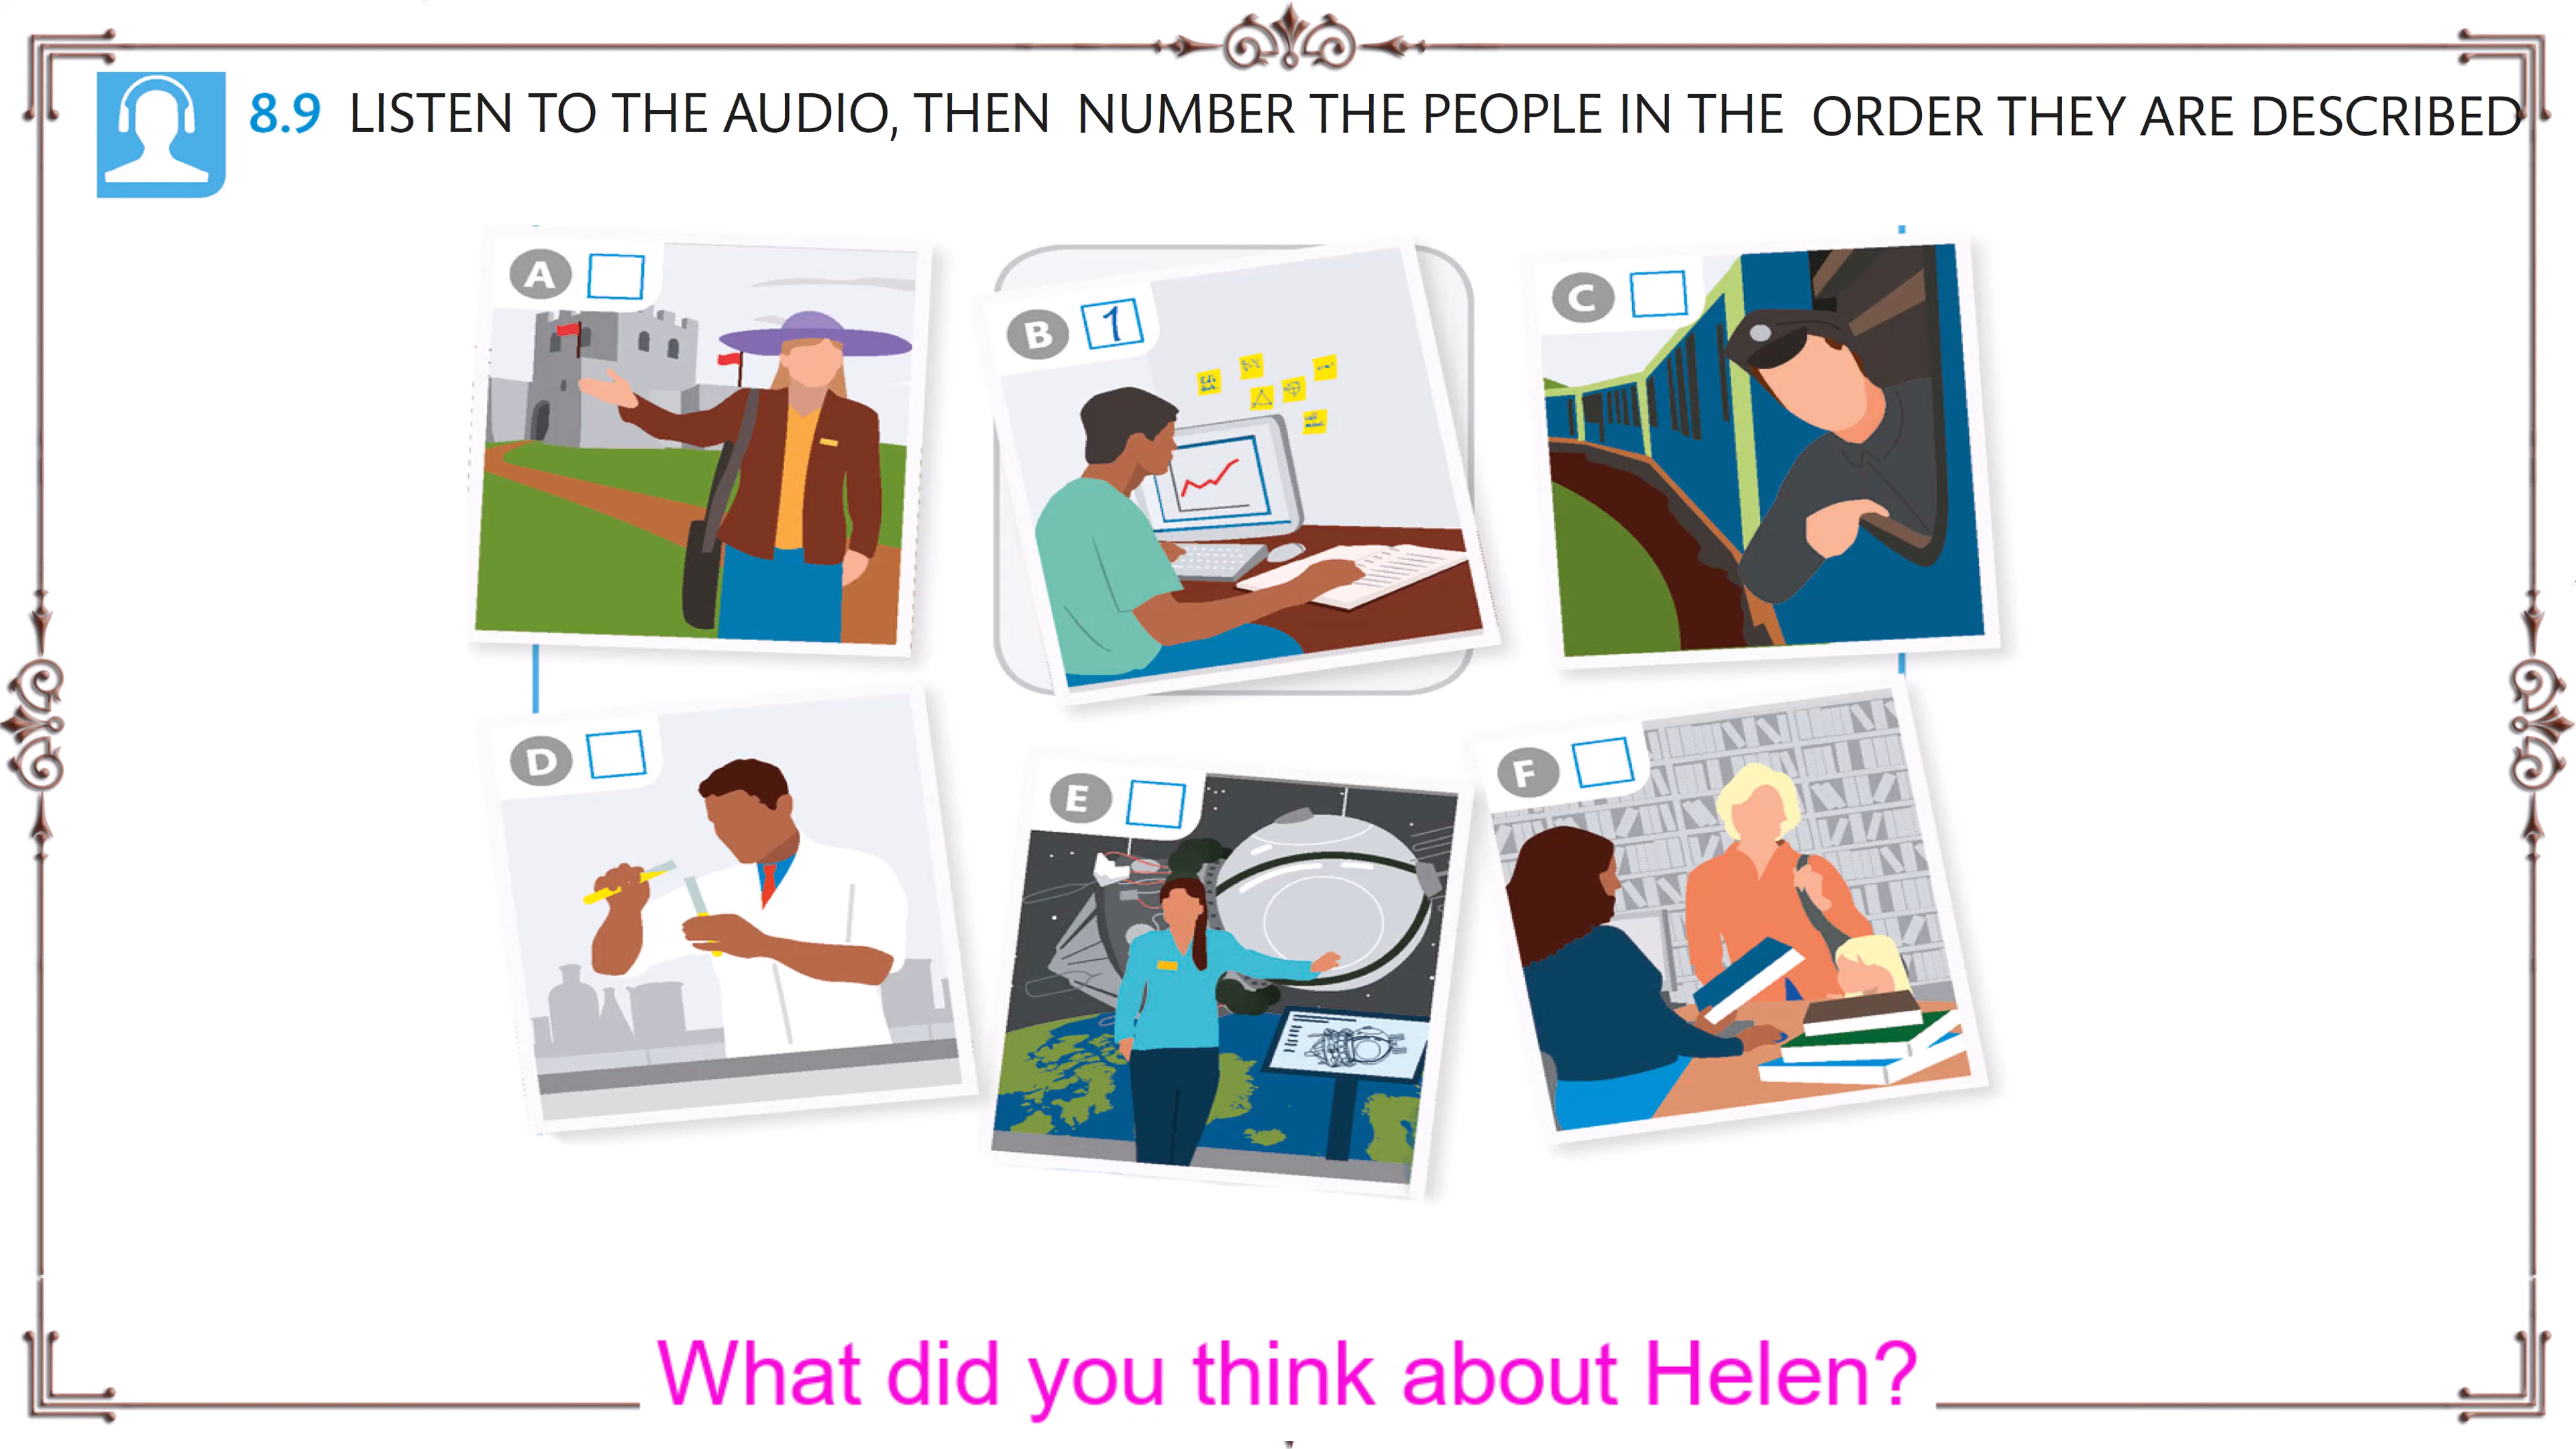 8.9 LISTEN TO THE AUDIO, THEN NUMBER THE PEOPLE IN THE ORDER THEY ARE DESCRIBED
A
B 1
C
D
E
F
What did you think about Helen?